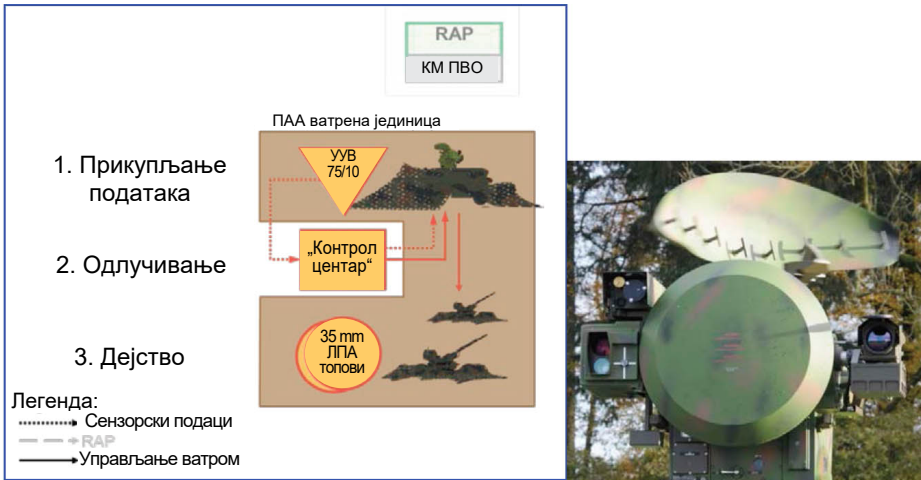 RAP
КМ ПВО
ПАА ватрена јединица
1. Прикупљање
података
УУВ
75/10
2. Одлучивање
„Контрол
центар“
3. Дејство
35 mm
ЛПА
топови
Легенда:
Сензорски подаци
RAP
Управљање ватром